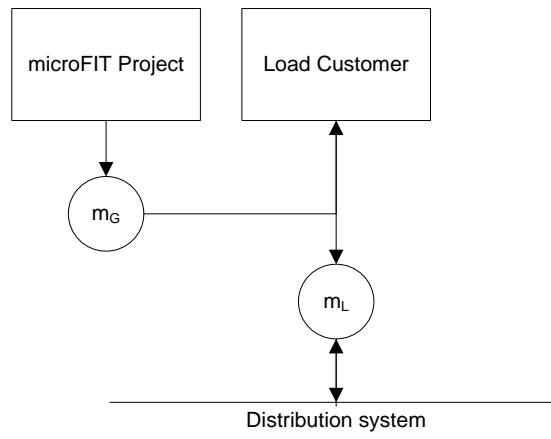 microFIT Project
Load Customer
mG
mL
Distribution system